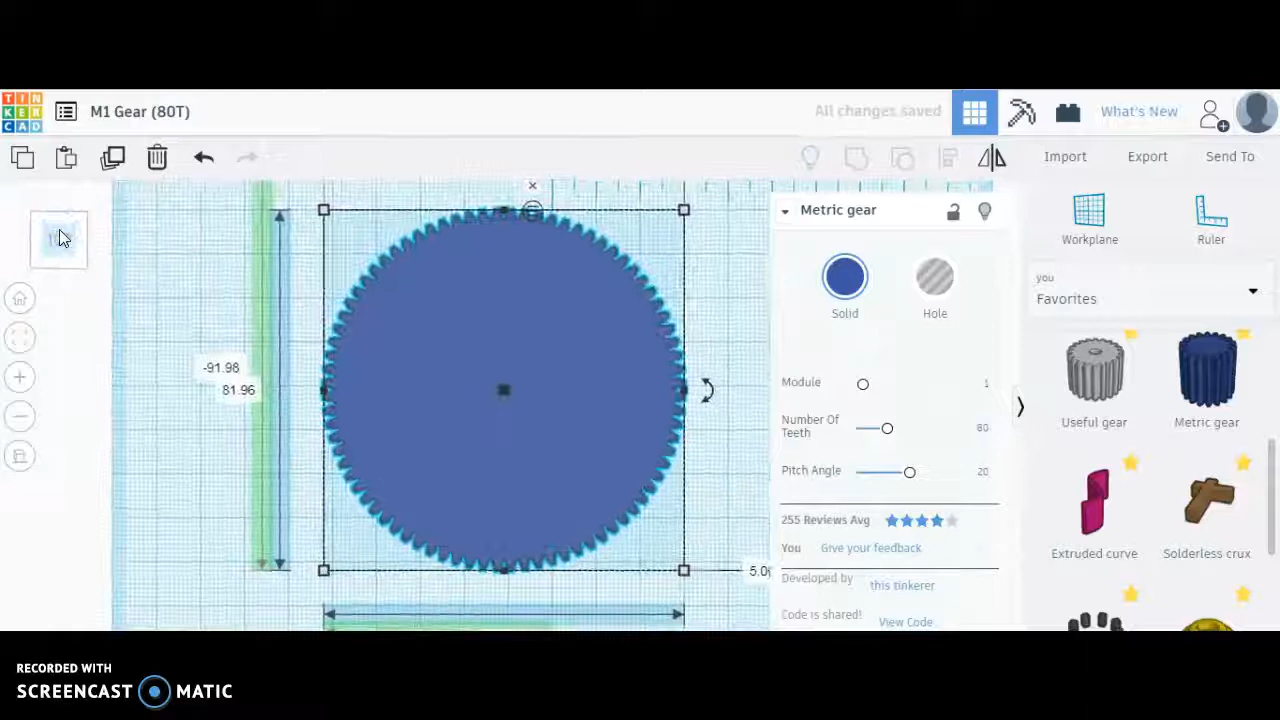 TIN
KER
CAD
M1 Gear (80T)
All changes saved
What's New
Import
Export
Send To
Metric gear
Workplane
Ruler
you
Favorites
Solid
Hole
-91.98
81.96
Module
1
Number Of
Teeth
80
Pitch Angle
20
Useful gear
Metric gear
255 Reviews Avg
You
Give your feedback
Extruded curve
Solderless crux
5.0
Developed by
this tinkerer
Code is shared!
View Code
RECORDED WITH
SCREENCAST MATIC